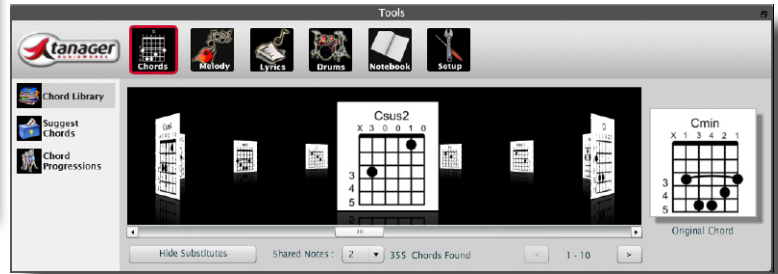 Tools
tanager
AUDIOWORKS
Chords
Melody
Lyrics
Drums
Notebook
Setup
Chord Library
Suggest
Chords
Chord
Progressions
Csus2
X 3 0 0 1 0
3
4
5
Cmin
X 1 3 4 2 1
3
4
5
Original Chord
Hide Substitutes
Shared Notes :
2
355 Chords Found
<
1 - 10
>